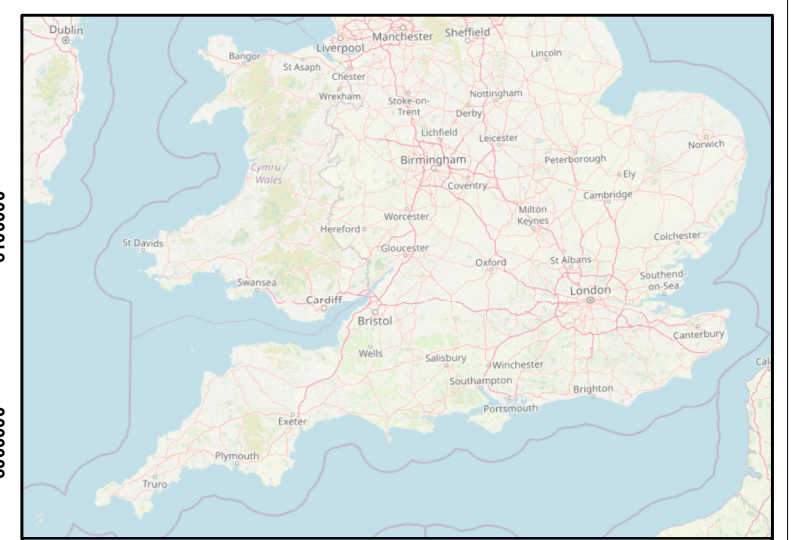 Dublin
Manchester
Sheffield
Liverpool
Lincoln
Bangor
St Asaph
Chester
Wrexham
Stoke-on-
Trent
Nottingham
Derby
Lichfield
Leicester
Norwich
Birmingham
Peterborough
Cymru /
Wales
Ely
Coventry
Cambridge
Worcester
Milton
Keynes
Hereford
Colchester
St Davids
Gloucester
Oxford
St Albans
Southend-
on-Sea
Swansea
London
Cardiff
Bristol
Canterbury
Wells
Salisbury
Winchester
Cal
Southampton
Brighton
Portsmouth
Exeter
Plymouth
Truro